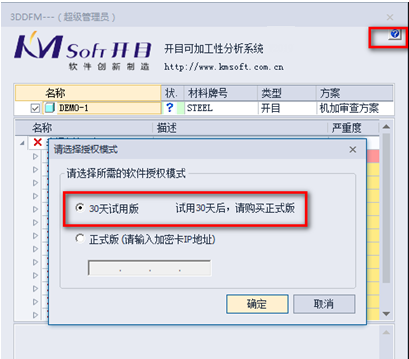 3DDFM---（超级管理员）
KMSoft 开目
软件创新制造
开目可加工性分析系统
http://www.kmsoft.com.cn
名称 状. 材料牌号 类型 方案
DEMO-1 ? STEEL 开目 机加审查方案
名称 描述 严重度
请选择授权模式
请选择所需的软件授权模式
30天试用版 试用30天后，请购买正式版
正式版(请输入加密卡IP地址)
. . .
确定 取消